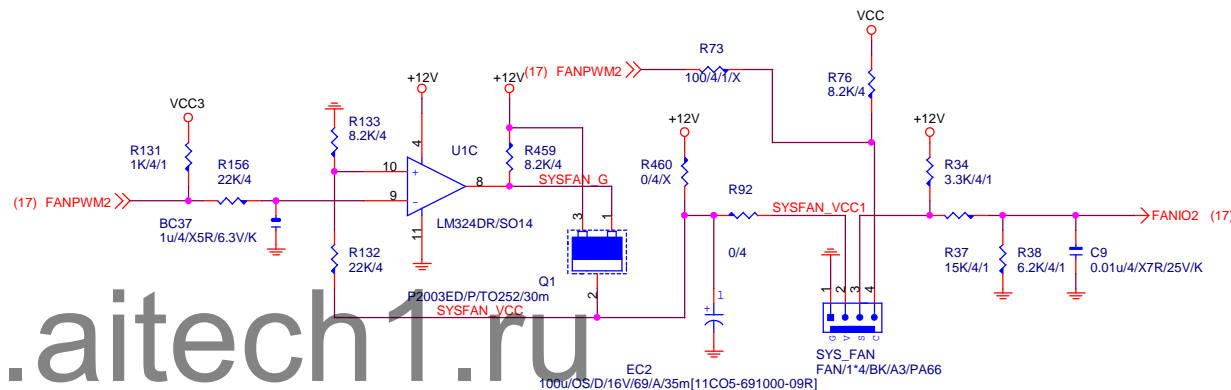 VCC
R73
(17) FANPWM2
100/4/1/X
R76
8.2K/4
+12V
+12V
VCC3
R133
8.2K/4
+12V
+12V
R131
1K/4/1
R156
22K/4
4
U1C
R459
8.2K/4
R460
0/4/X
R34
3.3K/4/1
10
+
8
SYSFAN_G
R92
SYSFAN_VCC1
(17) FANPWM2
9
-
3
1
FANIO2 (17)
BC37
1u/4/X5R/6.3V/K
11
LM324DR/SO14
R132
22K/4
0/4
R37
15K/4/1
R38
6.2K/4/1
C9
0.01u/4/X7R/25V/K
Q1
P2003ED/P/TO252/30m
2
SYSFAN_VCC
+
1
1
2
3
4
G
V
S
C
SYS_FAN
FAN/1*4/BK/A3/PA66
EC2
100u/OS/D/16V/69/A/35m[11CO5-691000-09R]
.aitech1.ru